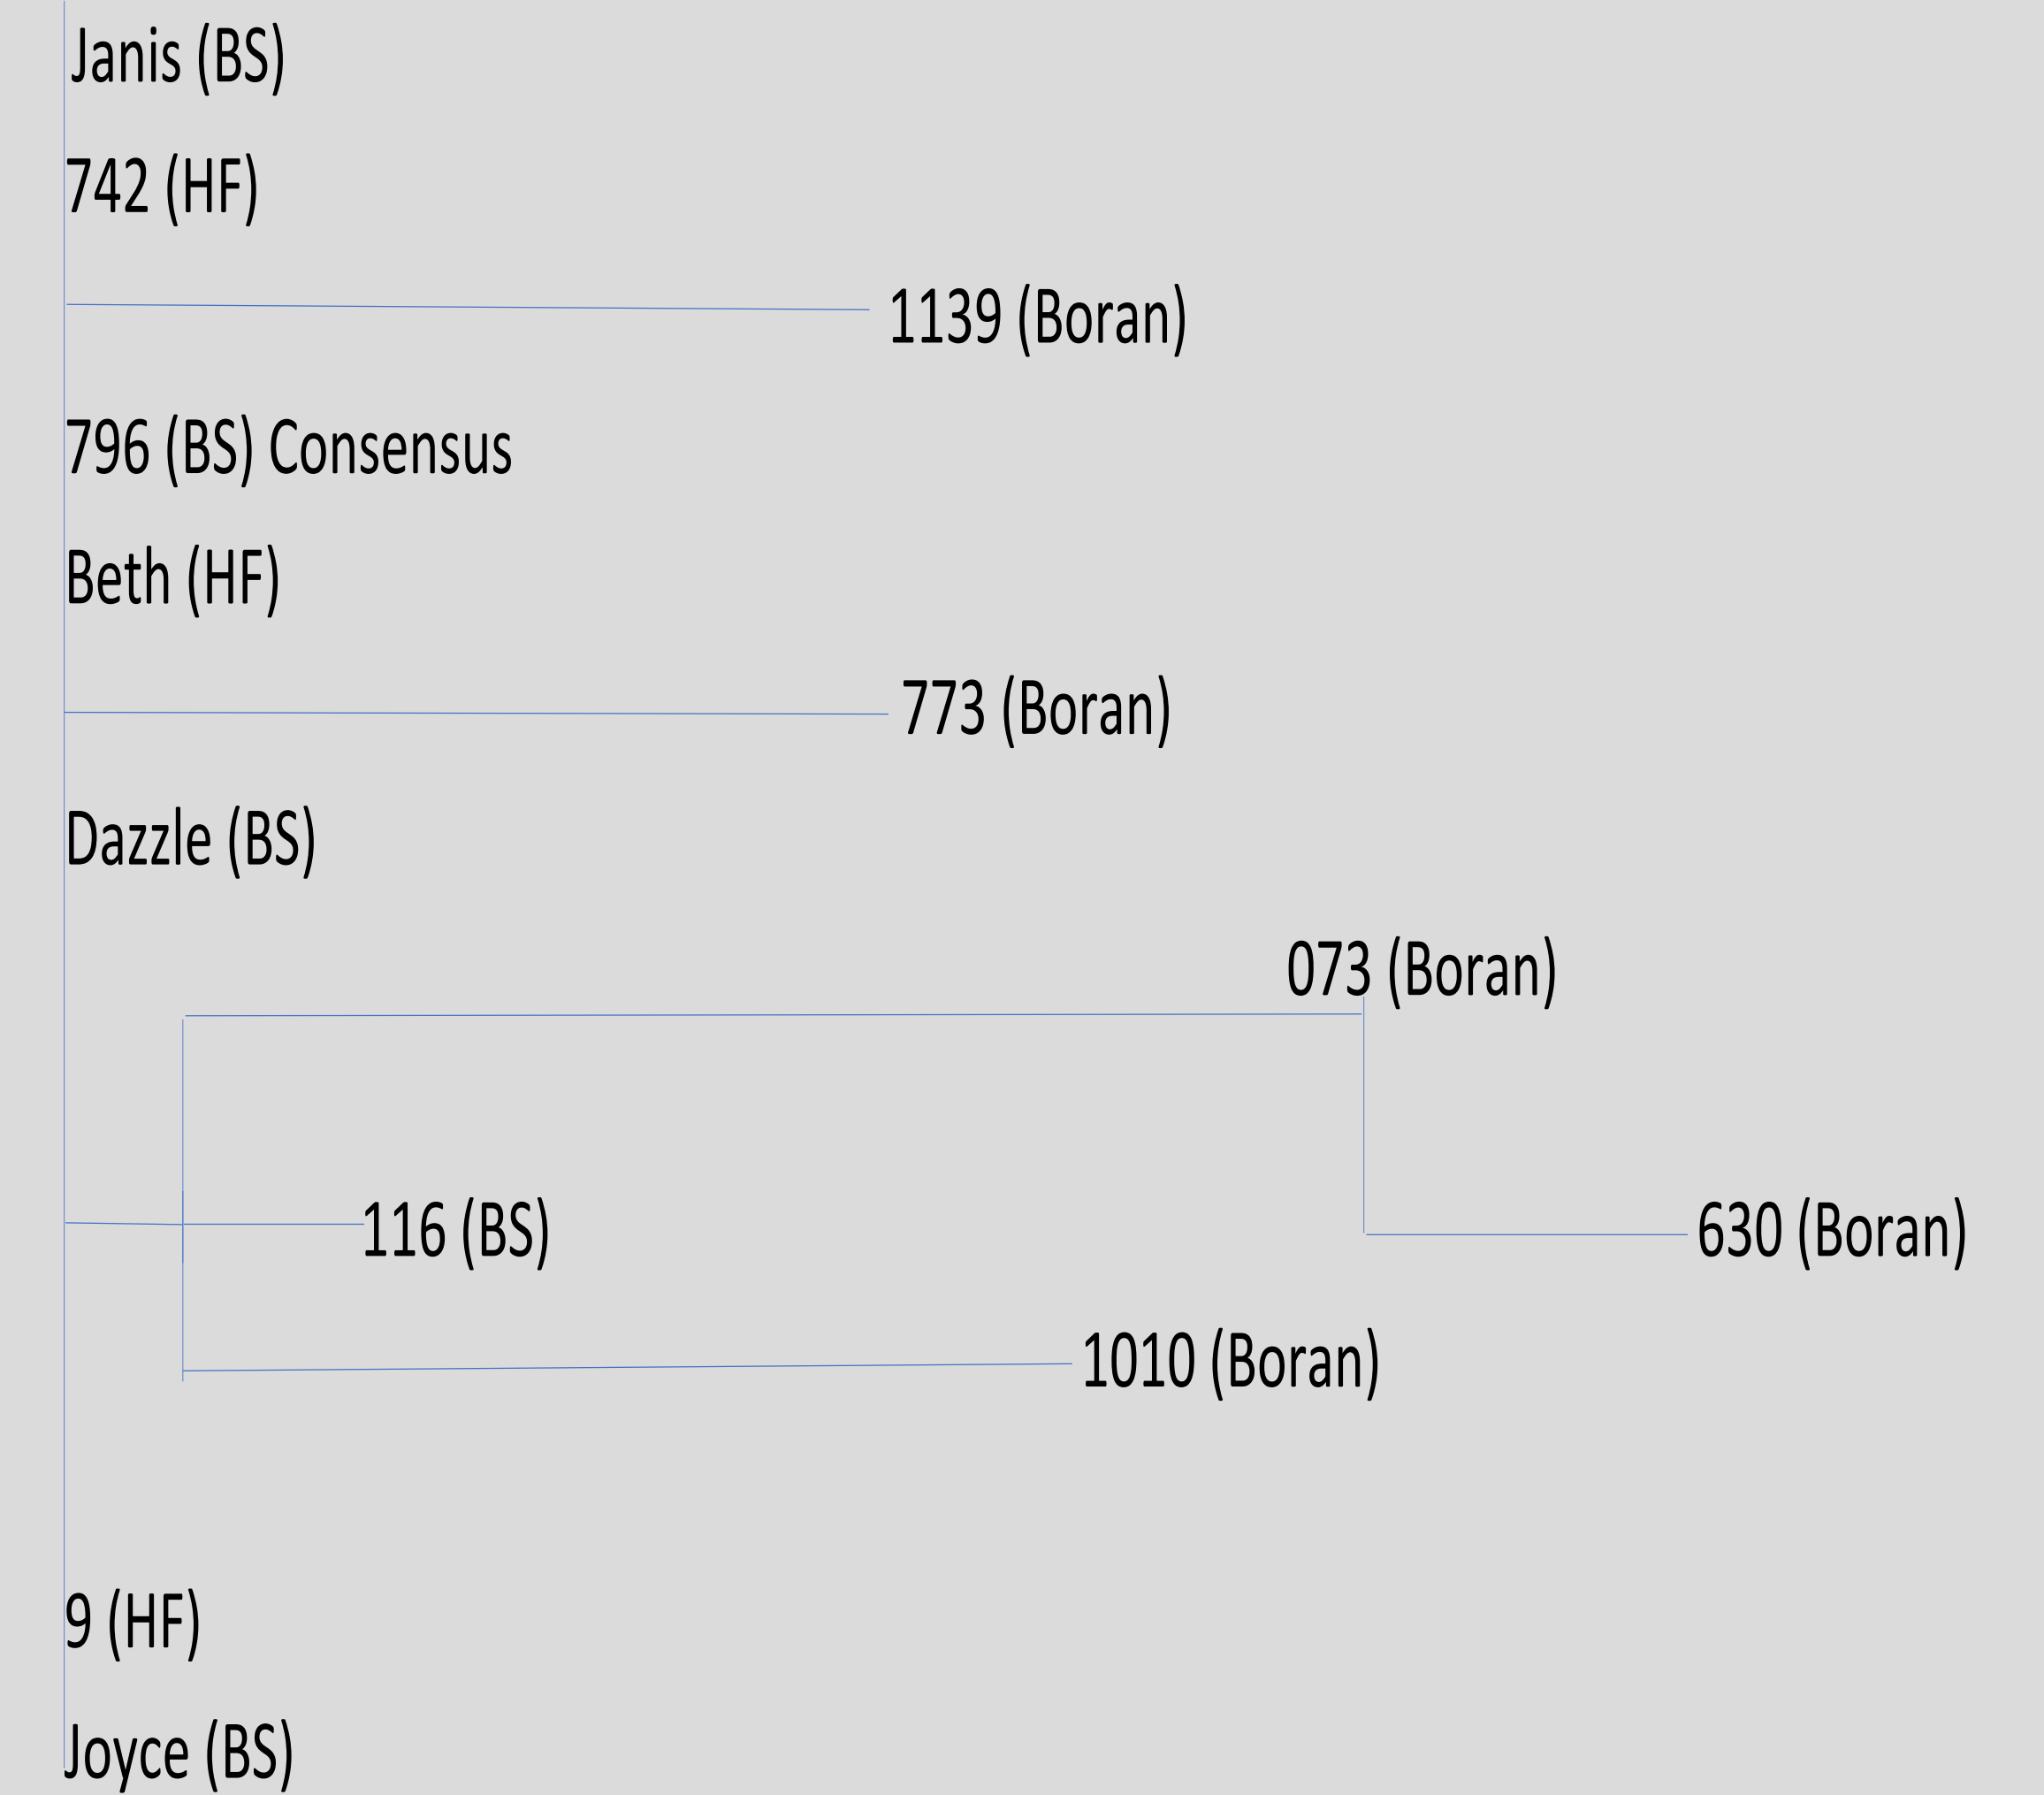 Janis (BS)
742 (HF)
1139 (Boran)
796 (BS) Consensus
Beth (HF)
773 (Boran)
Dazzle (BS)
073 (Boran)
116 (BS)
630 (Boran)
1010 (Boran)
9 (HF)
Joyce (BS)